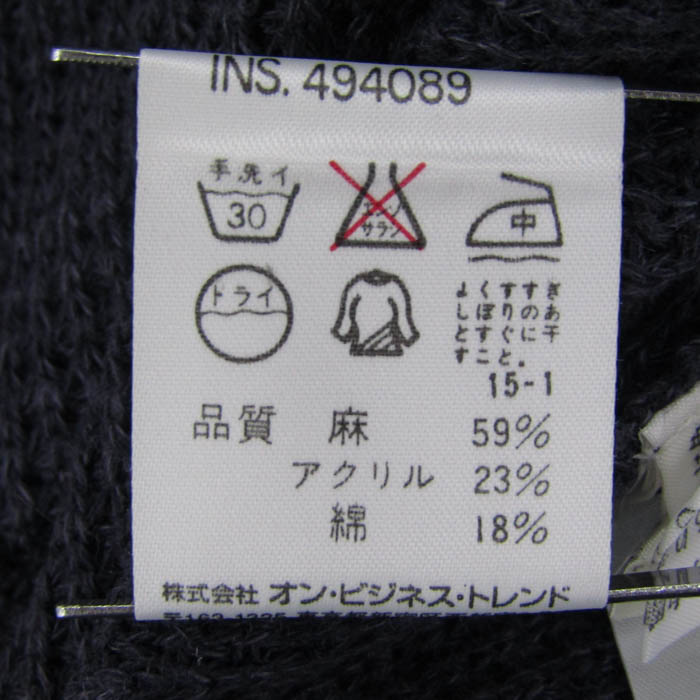 INS. 494089
手洗イ
30
エンソ
サラシ
中
ドライ
よくすすぎ
しぼりのあ
とすぐに干
すこと。
15-1
品質 麻 59%
アクリル 23%
綿 18%
株式会社 オン・ビジネス・トレンド